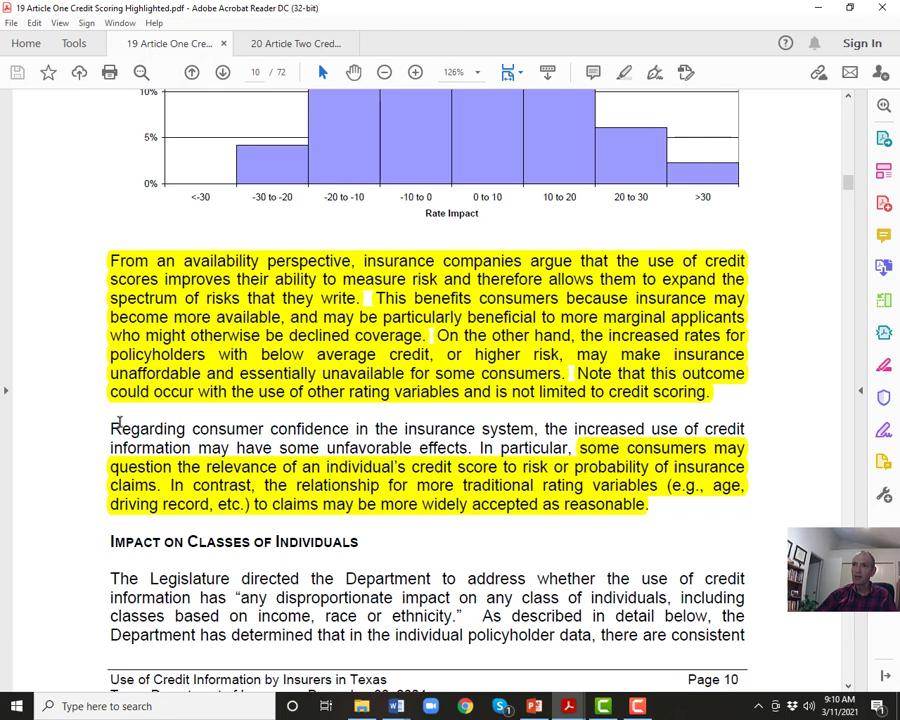 19 Article One Credit Scoring Highlighted.pdf - Adobe Acrobat Reader DC (32-bit)
File Edit View Sign Window Help
Home Tools 19 Article One Cre... × 20 Article Two Cred... Sign In
10 / 72 126%
10%
5%
0%
<-30 -30 to -20 -20 to -10 -10 to 0 0 to 10 10 to 20 20 to 30 >30
Rate Impact
From an availability perspective, insurance companies argue that the use of credit
scores improves their ability to measure risk and therefore allows them to expand the
spectrum of risks that they write. This benefits consumers because insurance may
become more available, and may be particularly beneficial to more marginal applicants
who might otherwise be declined coverage. On the other hand, the increased rates for
policyholders with below average credit, or higher risk, may make insurance
unaffordable and essentially unavailable for some consumers. Note that this outcome
could occur with the use of other rating variables and is not limited to credit scoring.
Regarding consumer confidence in the insurance system, the increased use of credit
information may have some unfavorable effects. In particular, some consumers may
question the relevance of an individual's credit score to risk or probability of insurance
claims. In contrast, the relationship for more traditional rating variables (e.g., age,
driving record, etc.) to claims may be more widely accepted as reasonable.
IMPACT ON CLASSES OF INDIVIDUALS
The Legislature directed the Department to address whether the use of credit
information has "any disproportionate impact on any class of individuals, including
classes based on income, race or ethnicity." As described in detail below, the
Department has determined that in the individual policyholder data, there are consistent
Use of Credit Information by Insurers in Texas Page 10
Type here to search
9:10 AM
3/11/2021